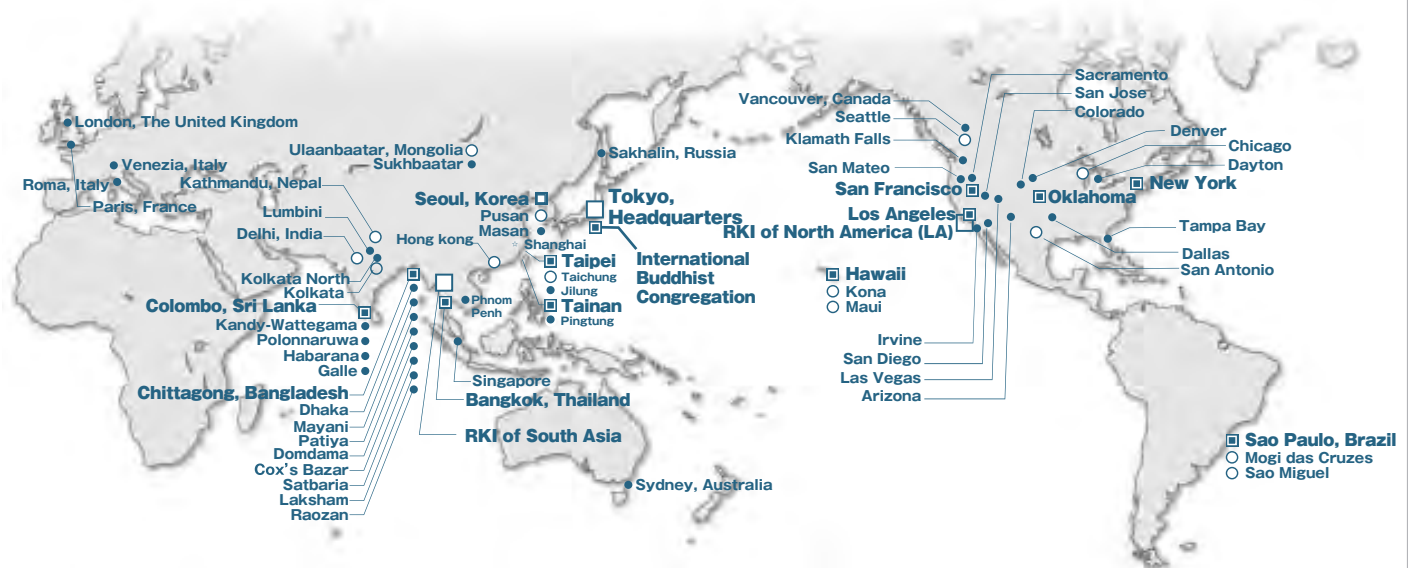 London, The United Kingdom
Venezia, Italy
Roma, Italy
Paris, France
Ulaanbaatar, Mongolia
Sukhbaatar
Sakhalin, Russia
Kathmandu, Nepal
Lumbini
Delhi, India
Kolkata North
Kolkata
Colombo, Sri Lanka
Kandy-Wattegama
Polonnaruwa
Habarana
Galle
Chittagong, Bangladesh
Dhaka
Mayani
Patiya
Domdama
Cox's Bazar
Satbaria
Laksham
Raozan
Seoul, Korea
Pusan
Masan
Hong kong
Shanghai
Taipei
Taichung
Jilung
Tainan
Pingtung
Phnom
Penh
Singapore
Bangkok, Thailand
RKI of South Asia
Sydney, Australia
Tokyo,
Headquarters
International
Buddhist
Congregation
Vancouver, Canada
Seattle
Klamath Falls
San Mateo
San Francisco
Los Angeles
RKI of North America (LA)
Hawaii
Kona
Maui
Irvine
San Diego
Las Vegas
Arizona
Sacramento
San Jose
Colorado
Denver
Chicago
Dayton
New York
Oklahoma
Tampa Bay
Dallas
San Antonio
Sao Paulo, Brazil
Mogi das Cruzes
Sao Miguel